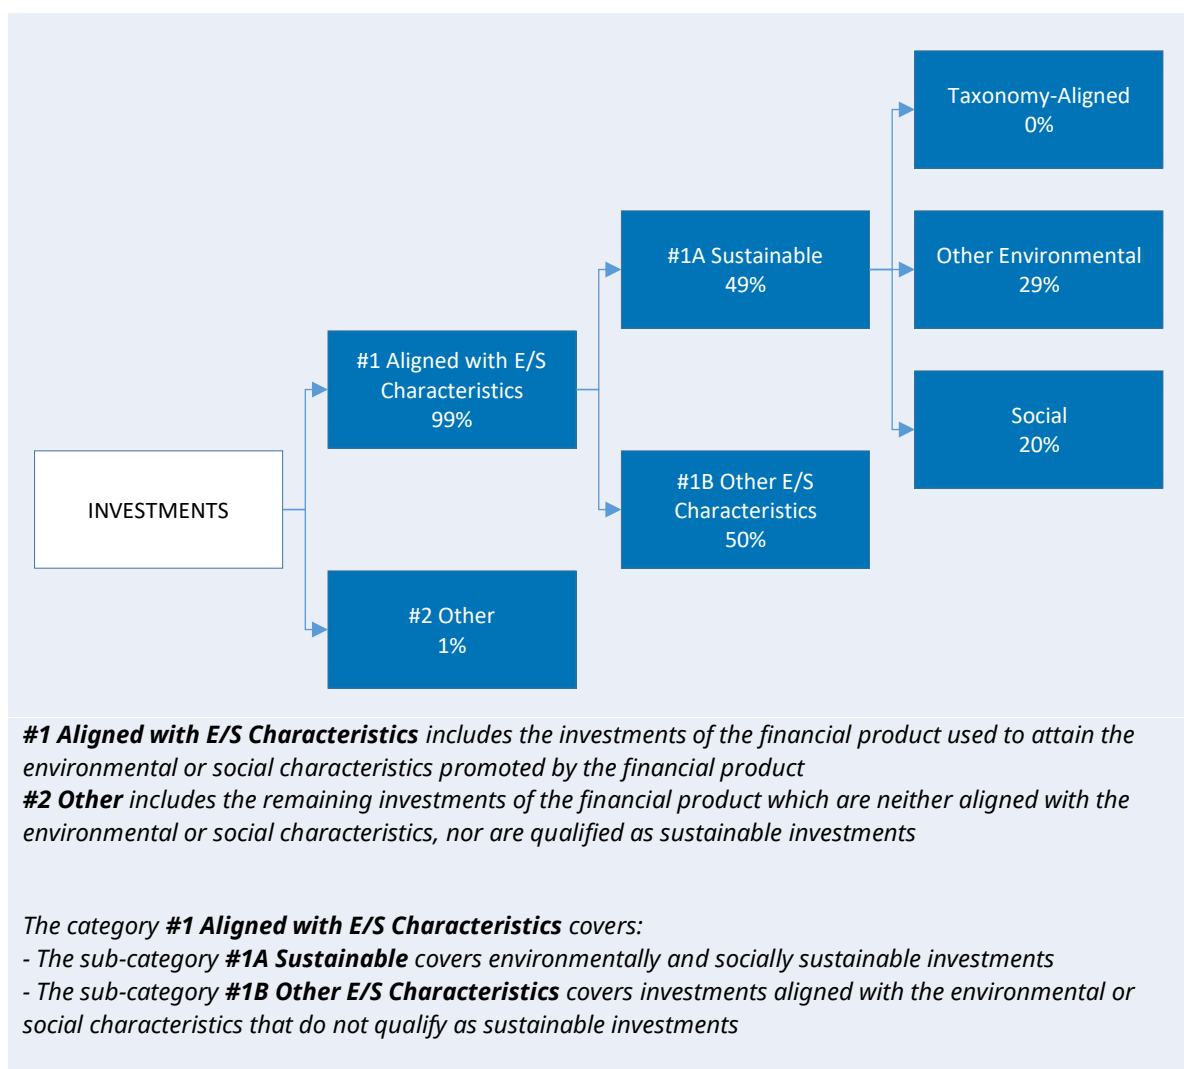 Taxonomy-Aligned
0%
#1A Sustainable
49%
Other Environmental
29%
#1 Aligned with E/S
Characteristics
99%
Social
20%
INVESTMENTS
#1B Other E/S
Characteristics
50%
#2 Other
1%
#1 Aligned with E/S Characteristics includes the investments of the financial product used to attain the
environmental or social characteristics promoted by the financial product
#2 Other includes the remaining investments of the financial product which are neither aligned with the
environmental or social characteristics, nor are qualified as sustainable investments
The category #1 Aligned with E/S Characteristics covers:
- The sub-category #1A Sustainable covers environmentally and socially sustainable investments
- The sub-category #1B Other E/S Characteristics covers investments aligned with the environmental or
social characteristics that do not qualify as sustainable investments